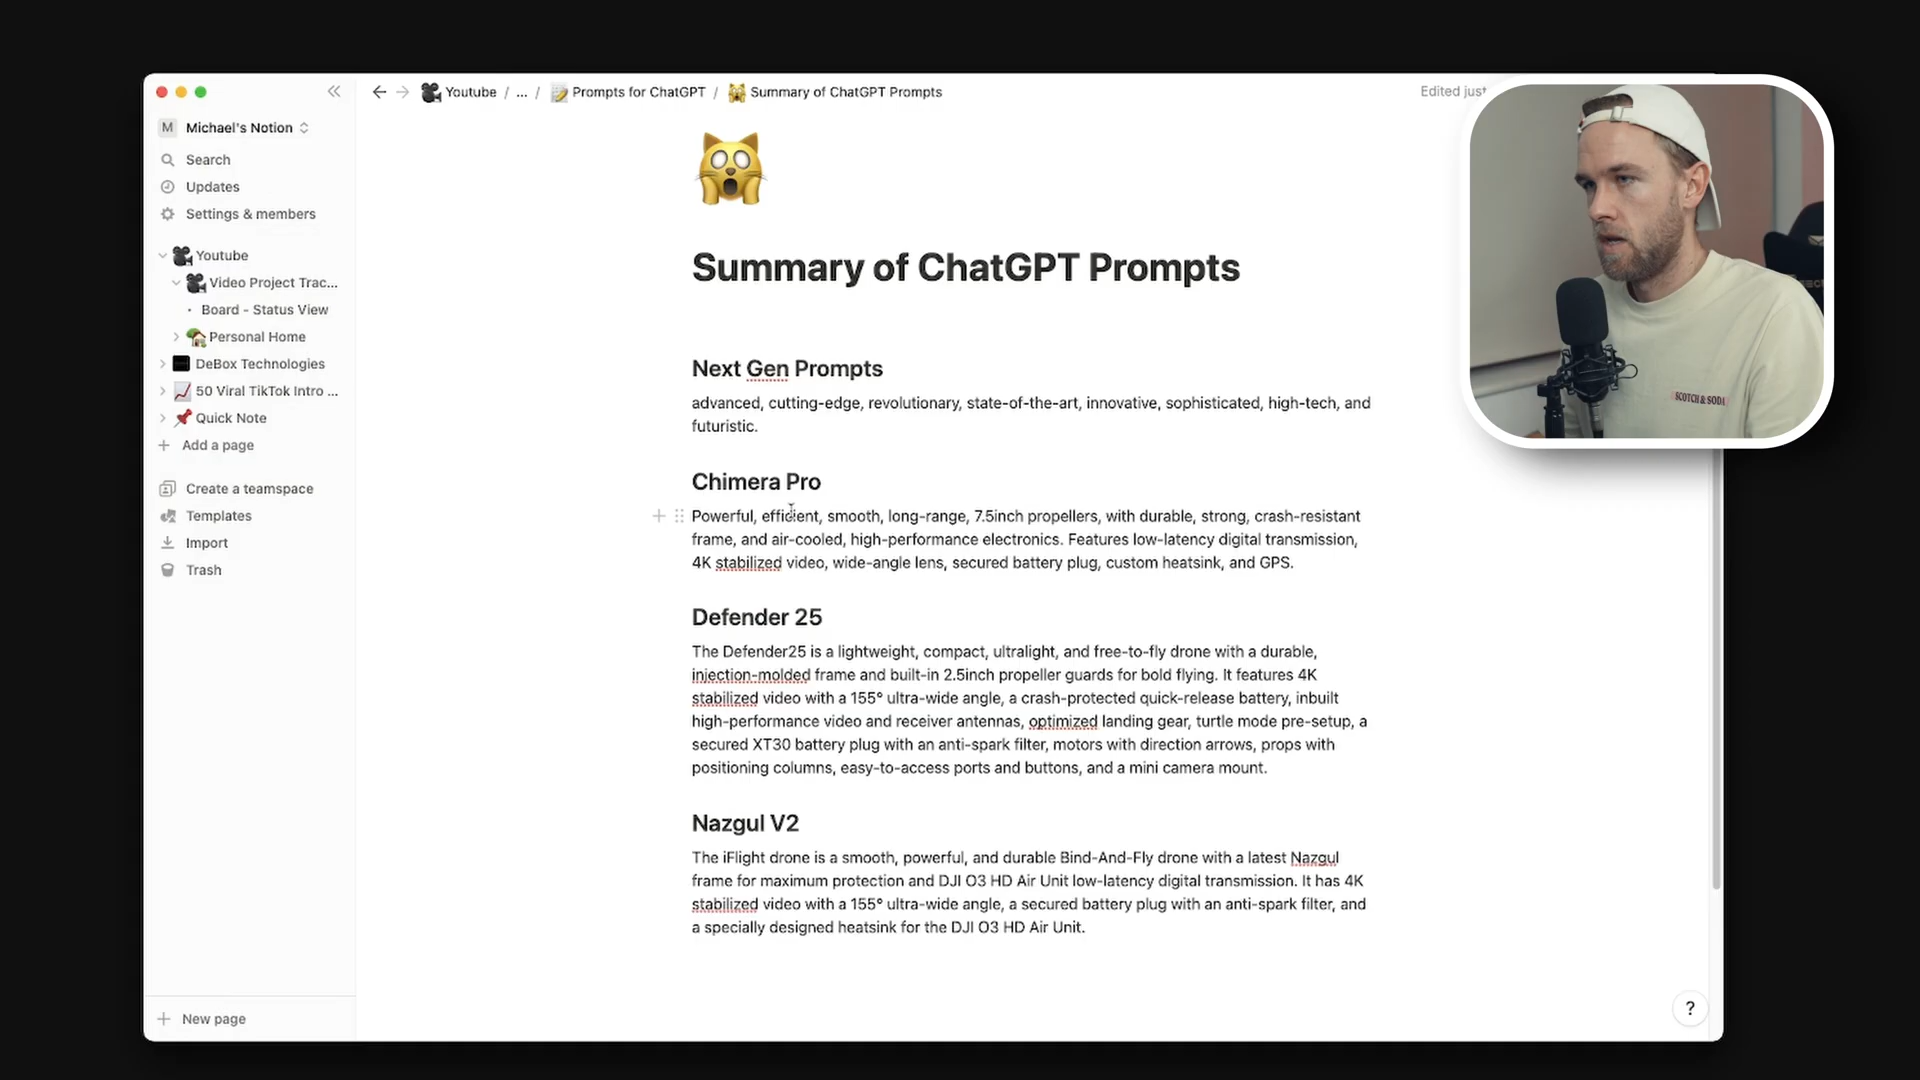 Youtube / ... / Prompts for ChatGPT / Summary of ChatGPT Prompts
Edited just
M Michael's Notion
Search
Updates
Settings & members
Youtube
Video Project Trac...
Board - Status View
Personal Home
DeBox Technologies
50 Viral TikTok Intro ...
Quick Note
Add a page
Create a teamspace
Templates
Import
Trash
New page
Summary of ChatGPT Prompts
Next Gen Prompts
advanced, cutting-edge, revolutionary, state-of-the-art, innovative, sophisticated, high-tech, and
futuristic.
Chimera Pro
Powerful, efficient, smooth, long-range, 7.5inch propellers, with durable, strong, crash-resistant
frame, and air-cooled, high-performance electronics. Features low-latency digital transmission,
4K stabilized video, wide-angle lens, secured battery plug, custom heatsink, and GPS.
Defender 25
The Defender25 is a lightweight, compact, ultralight, and free-to-fly drone with a durable,
injection-molded frame and built-in 2.5inch propeller guards for bold flying. It features 4K
stabilized video with a 155° ultra-wide angle, a crash-protected quick-release battery, inbuilt
high-performance video and receiver antennas, optimized landing gear, turtle mode pre-setup, a
secured XT30 battery plug with an anti-spark filter, motors with direction arrows, props with
positioning columns, easy-to-access ports and buttons, and a mini camera mount.
Nazgul V2
The iFlight drone is a smooth, powerful, and durable Bind-And-Fly drone with a latest Nazgul
frame for maximum protection and DJI O3 HD Air Unit low-latency digital transmission. It has 4K
stabilized video with a 155° ultra-wide angle, a secured battery plug with an anti-spark filter, and
a specially designed heatsink for the DJI O3 HD Air Unit.
?
SCOTCH & SODA